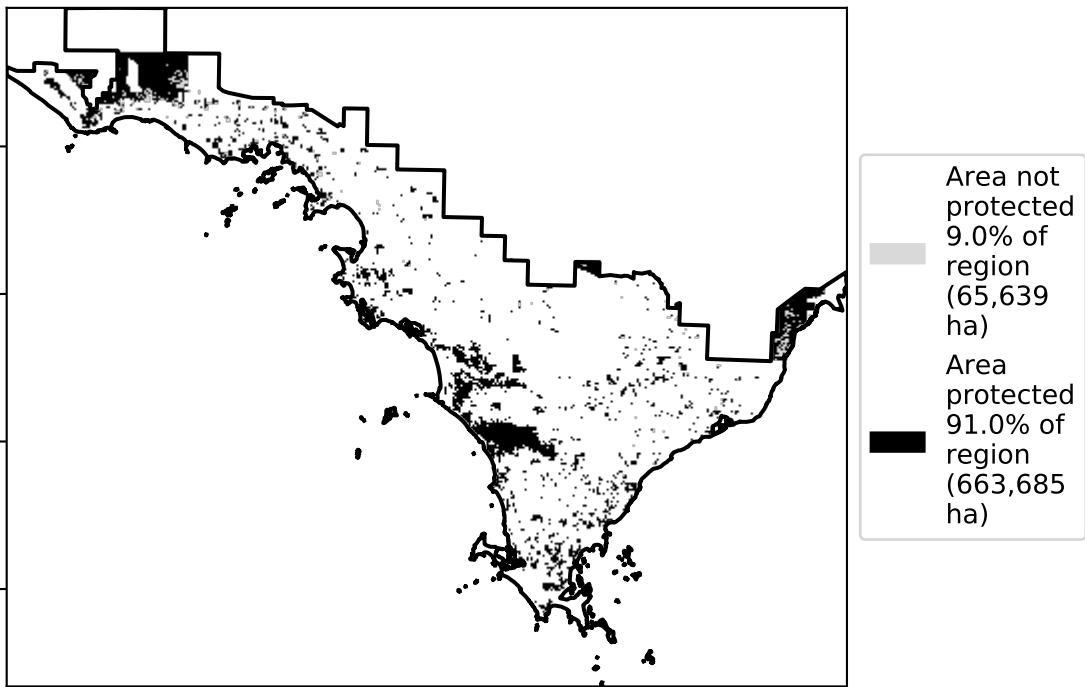 Area not
protected
9.0% of
region
(65,639
ha)
Area
protected
91.0% of
region
(663,685
ha)